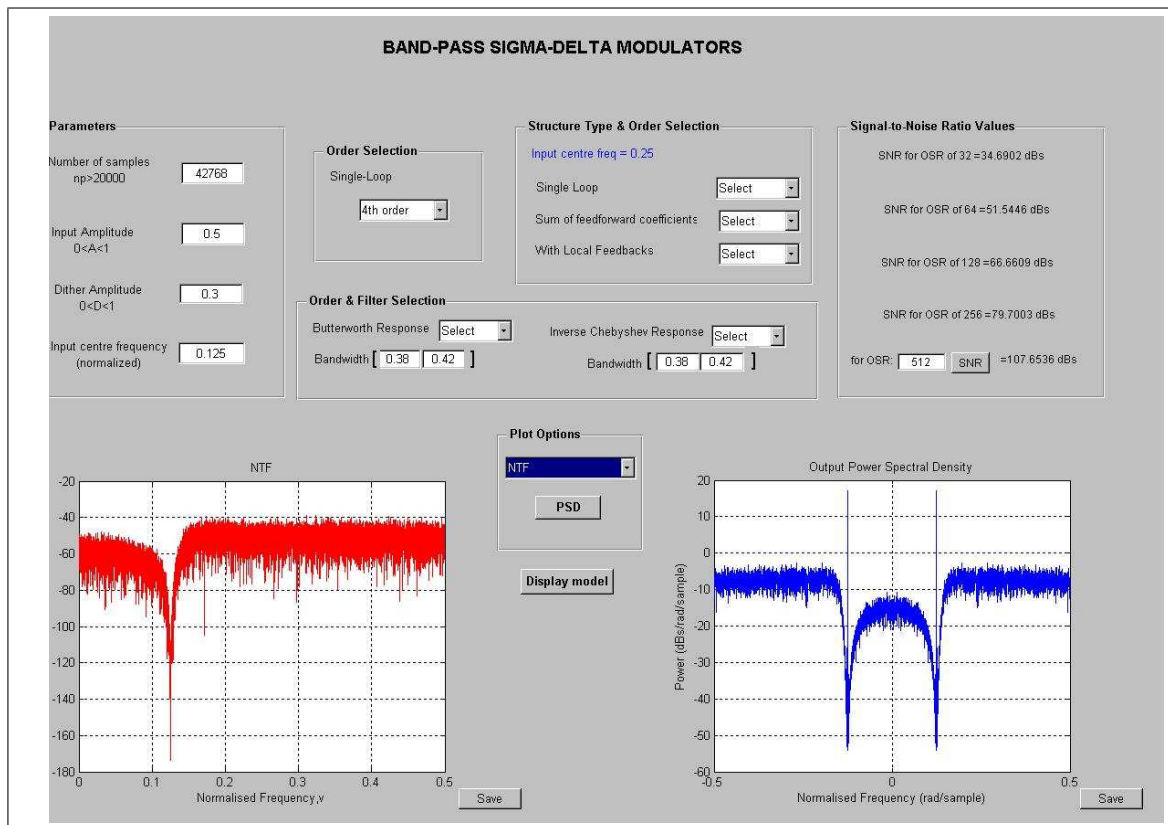 BAND-PASS SIGMA-DELTA MODULATORS
Parameters
Number of samples
np>20000
42768
Input Amplitude
0<A<1
0.5
Dither Amplitude
0<D<1
0.3
Input centre frequency
(normalized)
0.125
Order Selection
Single-Loop
4th order
Structure Type & Order Selection
Input centre freq = 0.25
Single Loop
Select
Sum of feedforward coefficients
Select
With Local Feedbacks
Select
Order & Filter Selection
Butterworth Response
Select
Bandwidth [ 0.38 0.42 ]
Inverse Chebyshev Response
Select
Bandwidth [ 0.38 0.42 ]
Signal-to-Noise Ratio Values
SNR for OSR of 32 =34.6902 dBs
SNR for OSR of 64 =51.5446 dBs
SNR for OSR of 128 =66.6609 dBs
SNR for OSR of 256 =79.7003 dBs
for OSR: 512 SNR =107.6536 dBs
Plot Options
NTF
PSD
Display model
NTF
-20
-40
-60
-80
-100
-120
-140
-160
-180
0 0.1 0.2 0.3 0.4 0.5
Normalised Frequency,v
Save
Output Power Spectral Density
Power (dBs/rad/sample)
20
10
0
-10
-20
-30
-40
-50
-60
-0.5 0 0.5
Normalised Frequency (rad/sample)
Save